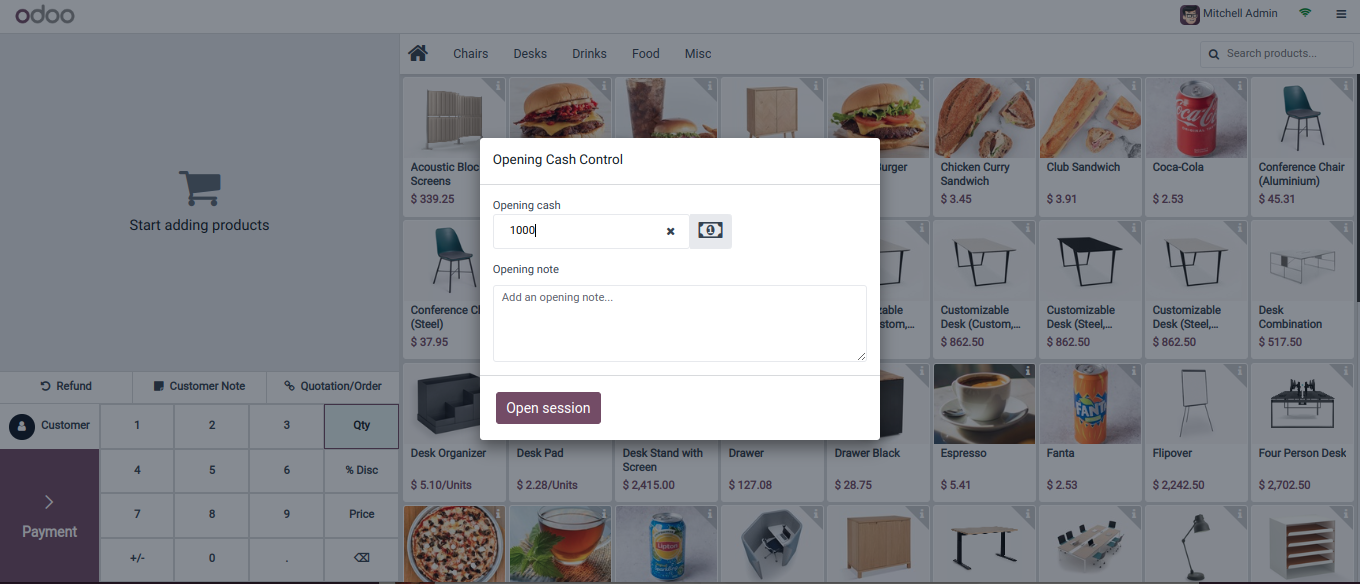 odoo
Mitchell Admin
Chairs
Desks
Drinks
Food
Misc
Search products...
Start adding products
Refund
Customer Note
Quotation/Order
Customer
1
2
3
Qty
4
5
6
% Disc
Payment
7
8
9
Price
+/-
0
.
Opening Cash Control
Opening cash
1000
Opening note
Add an opening note...
Open session
Acoustic Bloc
Screens
$ 339.25
urger
Chicken Curry
Sandwich
$ 3.45
Club Sandwich
$ 3.91
Coca-Cola
$ 2.53
Conference Chair
(Aluminium)
$ 45.31
Conference C
(Steel)
$ 37.95
stom,...
Customizable
Desk (Custom,...
$ 862.50
Customizable
Desk (Steel,...
$ 862.50
Customizable
Desk (Steel,...
$ 862.50
Desk
Combination
$ 517.50
Desk Organizer
$ 5.10/Units
Desk Pad
$ 2.28/Units
Desk Stand with
Screen
$ 2,415.00
Drawer
$ 127.08
Drawer Black
$ 28.75
Espresso
$ 5.41
FANTA
Fanta
$ 2.53
Flipover
$ 2,242.50
Four Person Desk
$ 2,702.50
Lipton